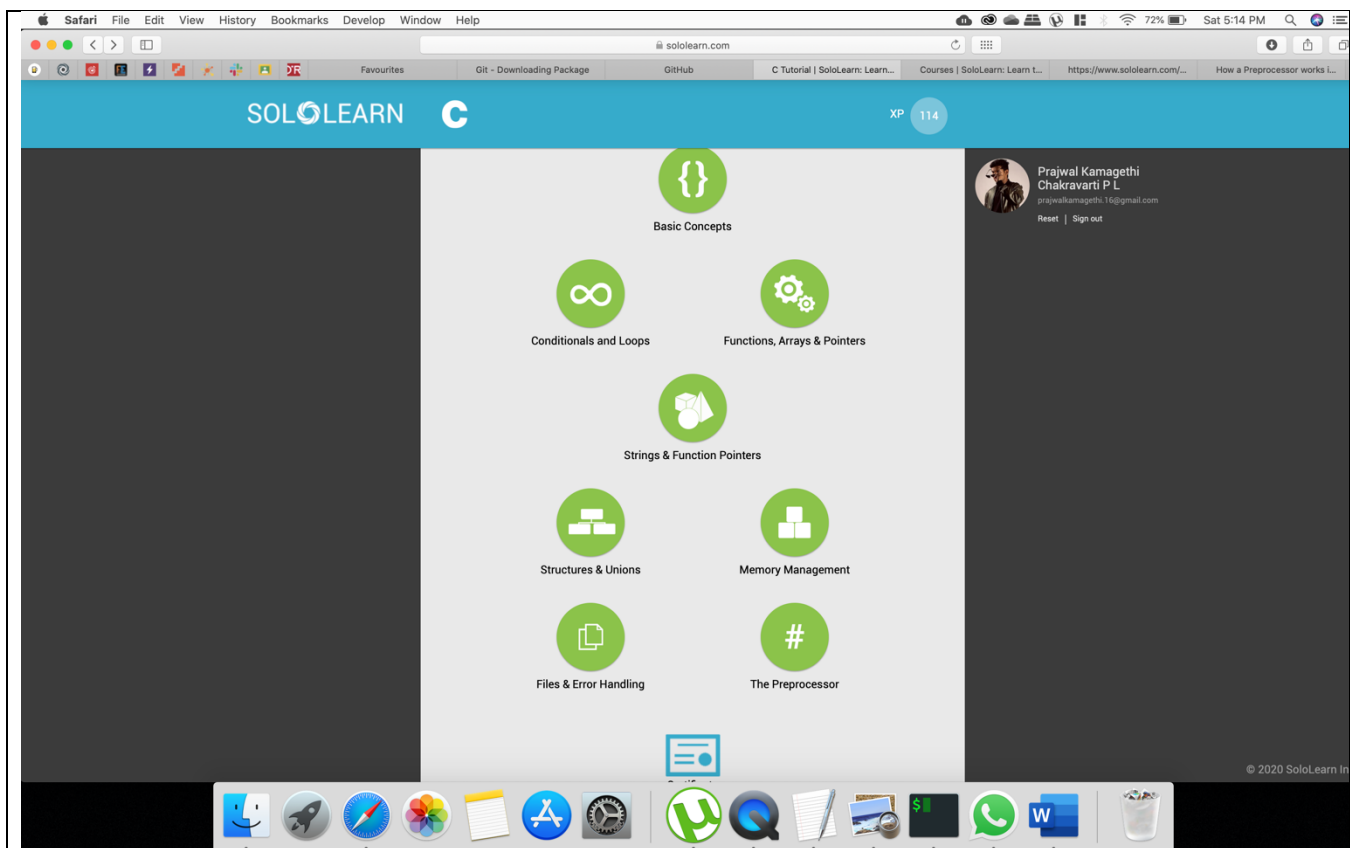 Safari File Edit View History Bookmarks Develop Window Help 72% Sat 5:14 PM
sololearn.com
Favourites Git - Downloading Package GitHub C Tutorial | SoloLearn: Learn... Courses | SoloLearn: Learn t... https://www.sololearn.com/... How a Preprocessor works i...
SOLOLEARN C XP 114
Prajwal Kamagethi
Chakravarti P L
prajwalkamagethi.16@gmail.com
Reset | Sign out
{}
Basic Concepts
Conditionals and Loops Functions, Arrays & Pointers
Strings & Function Pointers
Structures & Unions Memory Management
#
Files & Error Handling The Preprocessor
© 2020 SoloLearn In
$
W